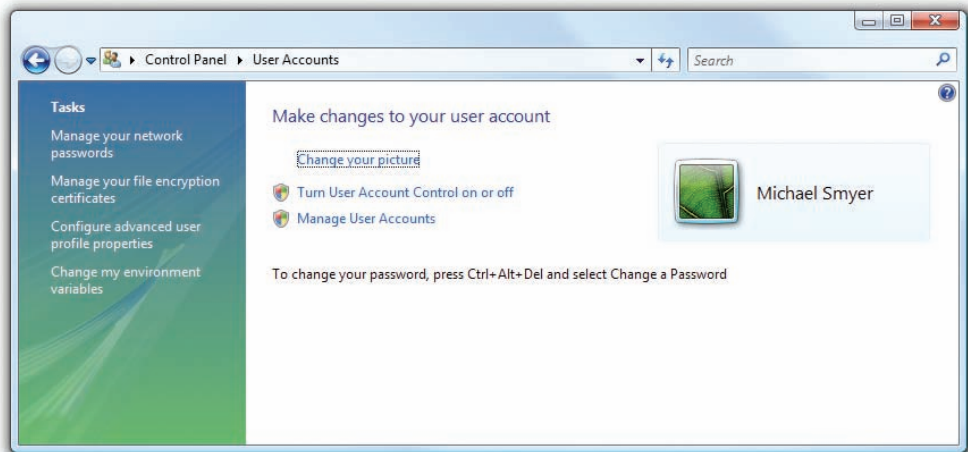 Control Panel
User Accounts
Search
Tasks
Manage your network
passwords
Manage your file encryption
certificates
Configure advanced user
profile properties
Change my environment
variables
Make changes to your user account
Change your picture
Turn User Account Control on or off
Manage User Accounts
Michael Smyer
To change your password, press Ctrl+Alt+Del and select Change a Password